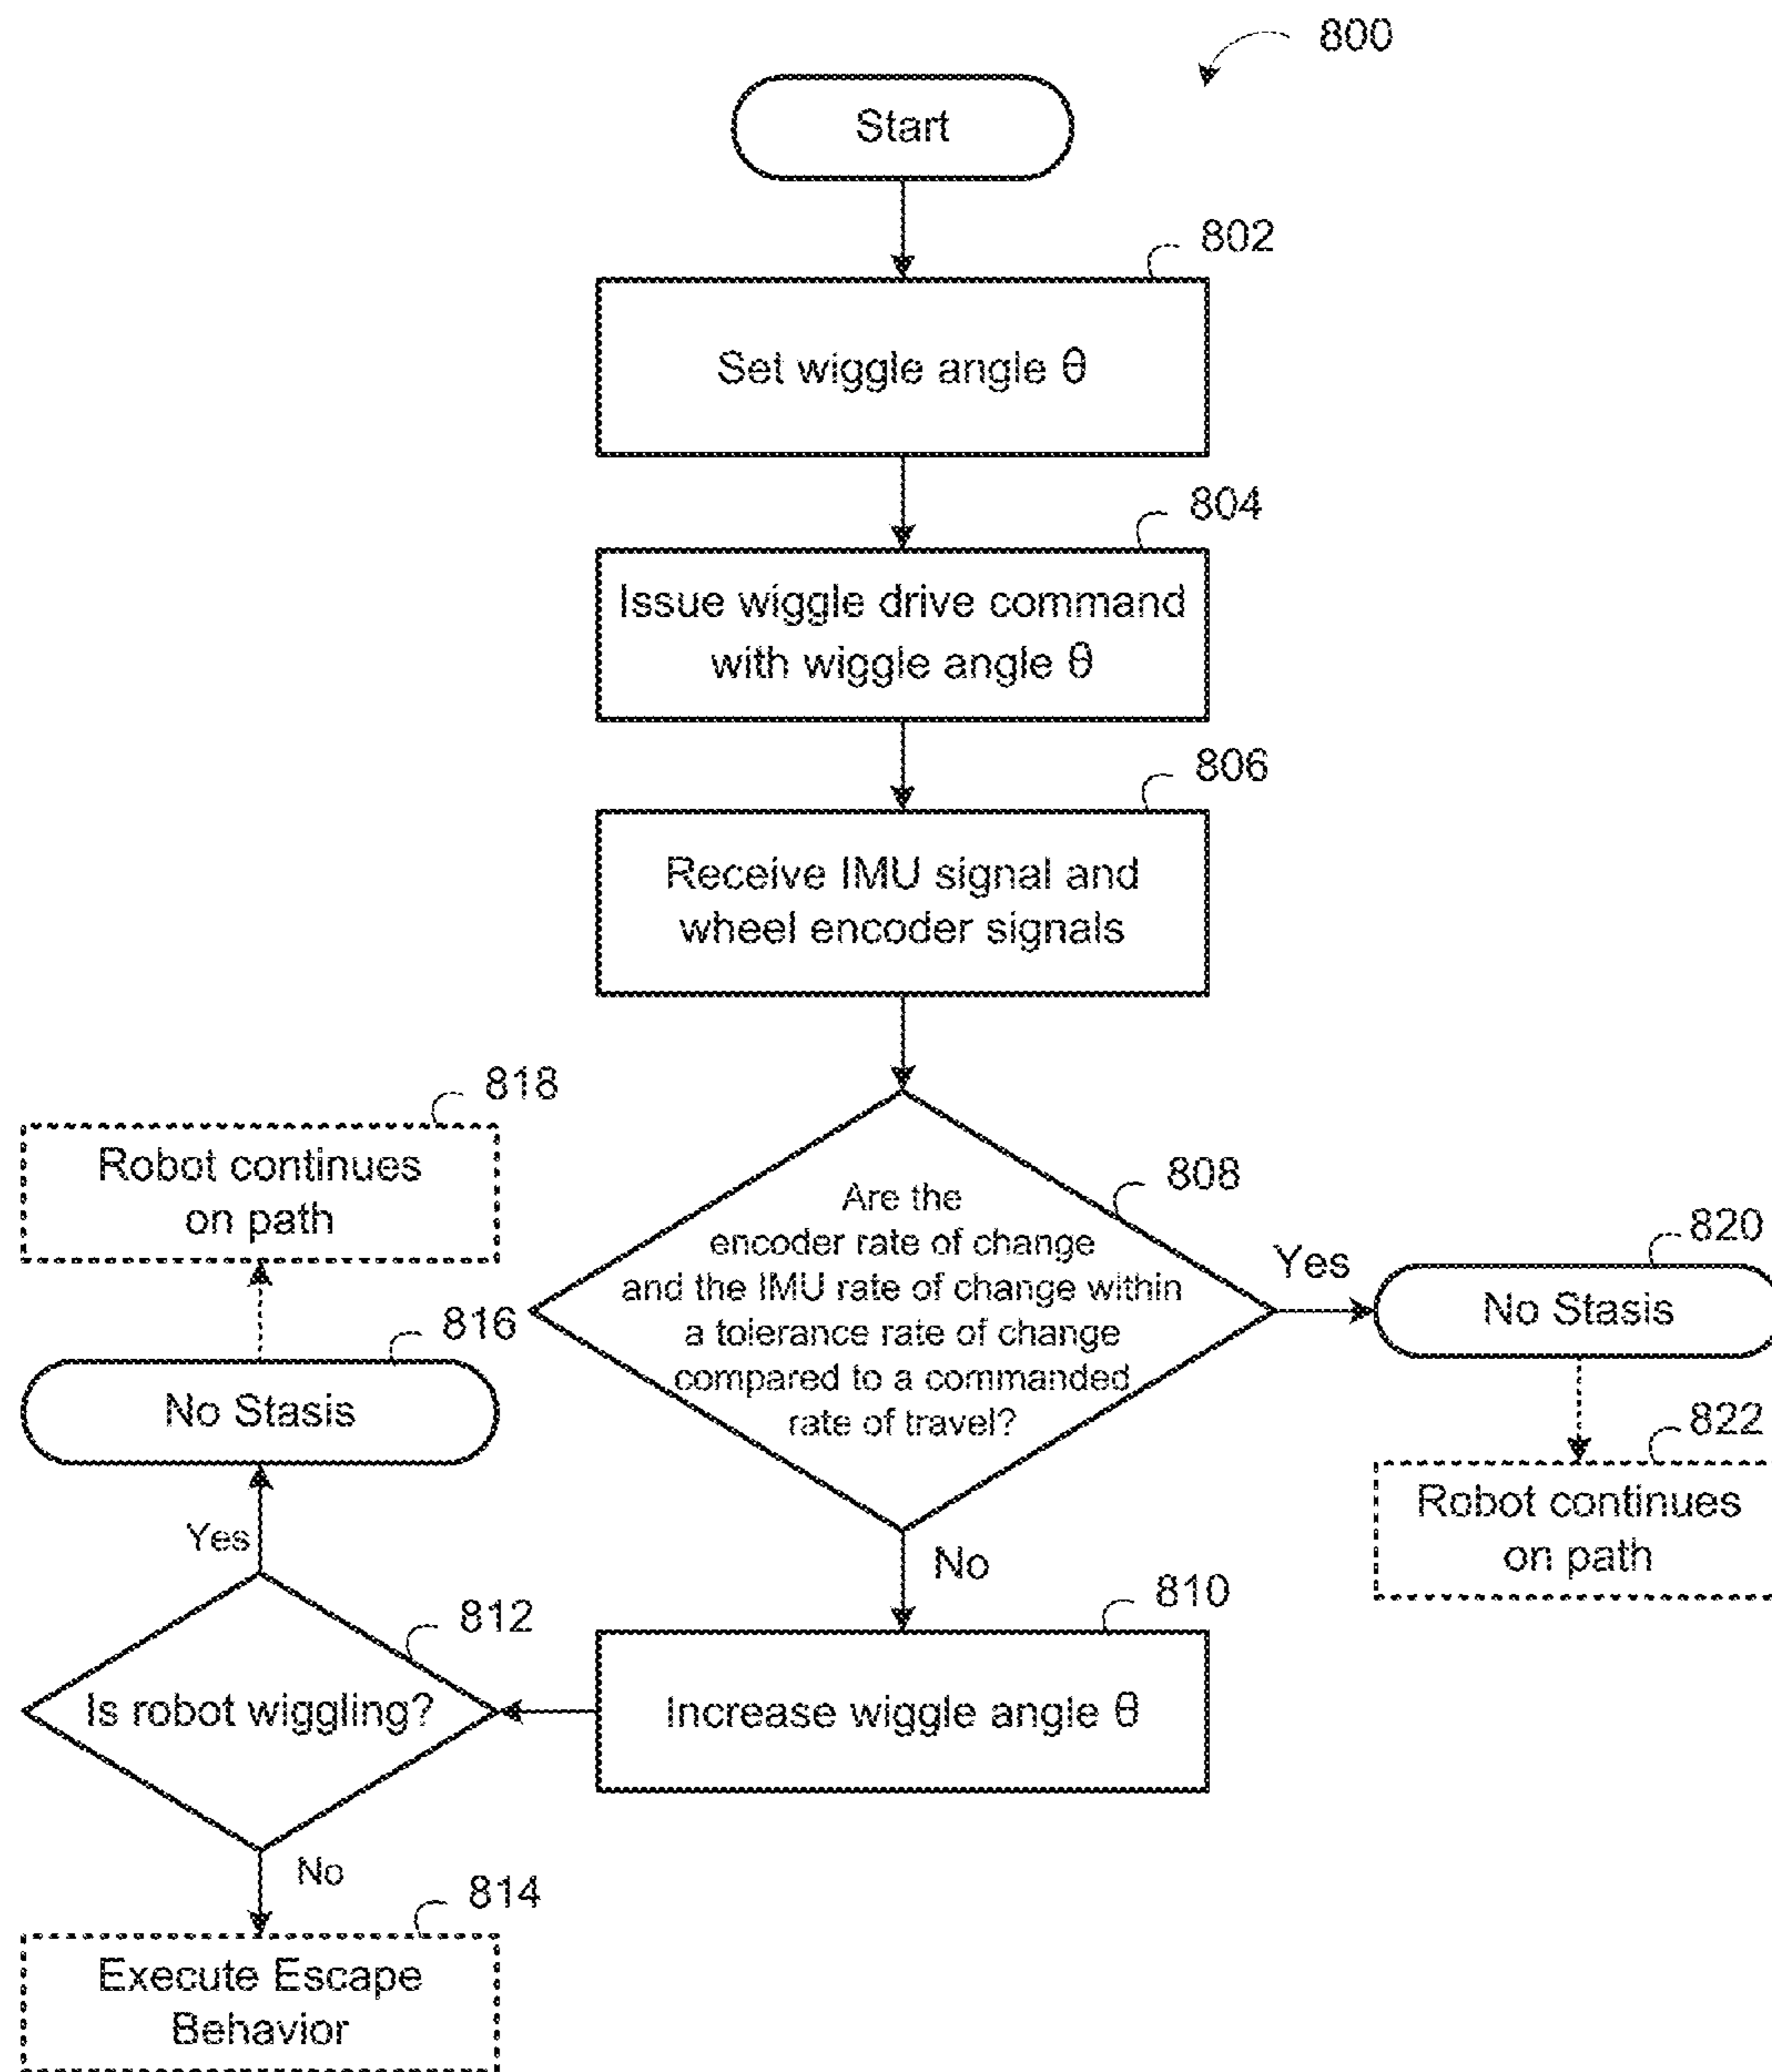 800
Start
802
Set wiggle angle θ
804
Issue wiggle drive command
with wiggle angle θ
806
Receive IMU signal and
wheel encoder signals
808
Are the
encoder rate of change
and the IMU rate of change within
a tolerance rate of change
compared to a commanded
rate of travel?
Yes
820
No Stasis
822
Robot continues
on path
No
810
Increase wiggle angle θ
812
Is robot wiggling?
Yes
816
No Stasis
818
Robot continues
on path
No
814
Execute Escape
Behavior